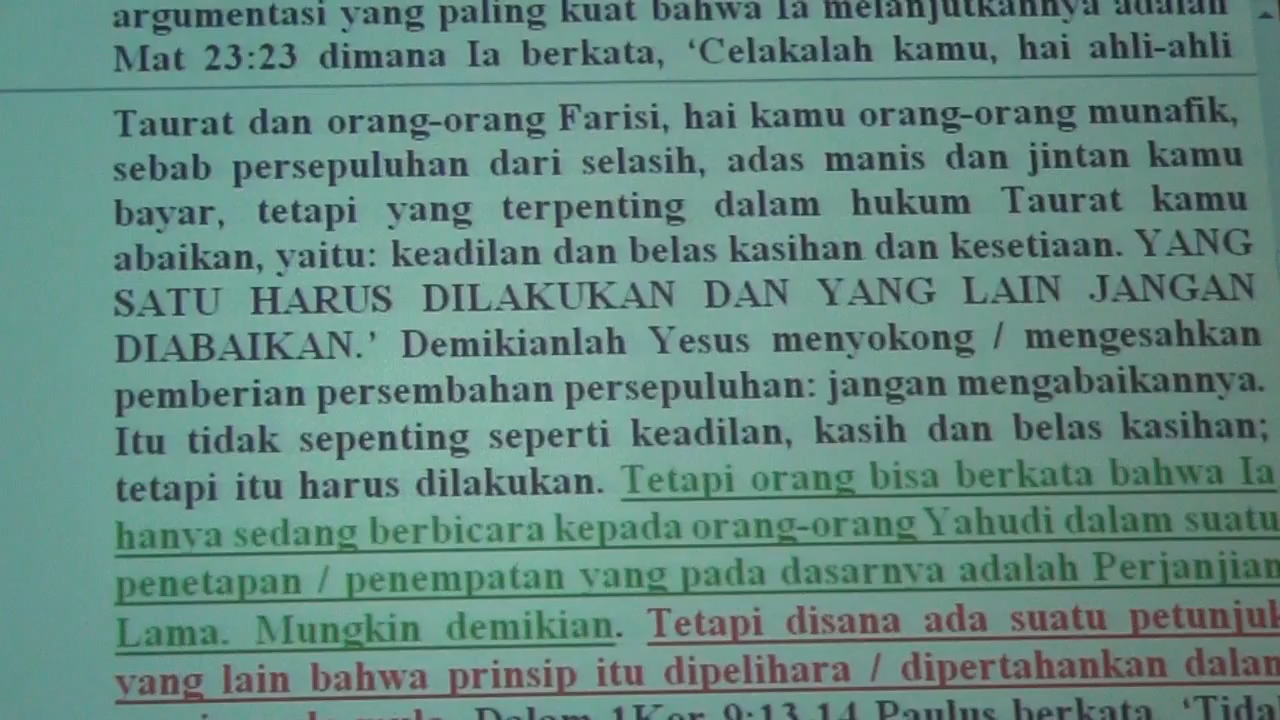 argumentasi yang paling kuat bahwa Ia melanjutkannya adalah
Mat 23:23 dimana Ia berkata, ‘Celakalah kamu, hai ahli-ahli
Taurat dan orang-orang Farisi, hai kamu orang-orang munafik,
sebab persepuluhan dari selasih, adas manis dan jintan kamu
bayar, tetapi yang terpenting dalam hukum Taurat kamu
abaikan, yaitu: keadilan dan belas kasihan dan kesetiaan. YANG
SATU HARUS DILAKUKAN DAN YANG LAIN JANGAN
DIABAIKAN.’ Demikianlah Yesus menyokong / mengesahkan
pemberian persembahan persepuluhan: jangan mengabaikannya.
Itu tidak sepenting seperti keadilan, kasih dan belas kasihan;
tetapi itu harus dilakukan. Tetapi orang bisa berkata bahwa Ia
hanya sedang berbicara kepada orang-orang Yahudi dalam suatu
penetapan / penempatan yang pada dasarnya adalah Perjanjian
Lama. Mungkin demikian. Tetapi disana ada suatu petunjuk
yang lain bahwa prinsip itu dipelihara / dipertahankan dalam
Dalam 1Kor 9:13,14 Paulus berkata, ‘Tida